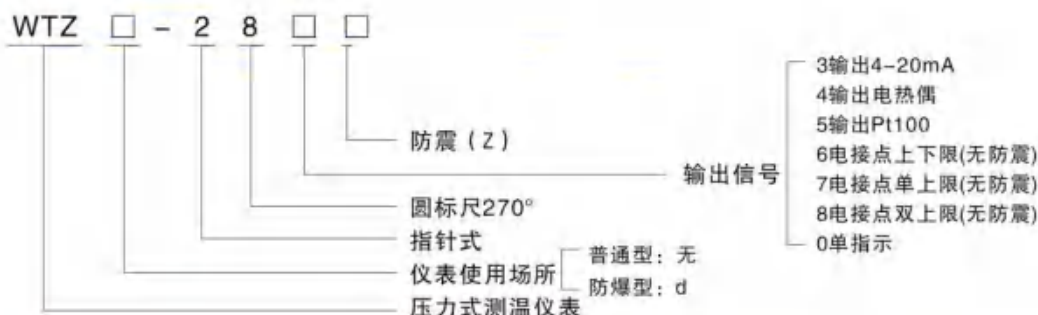 WTZ □ - 2 8 □ □
3输出4-20mA
4输出电热偶
5输出Pt100
6电接点上下限(无防震)
7电接点单上限(无防震)
8电接点双上限(无防震)
0单指示
防震(Z)
输出信号
圆标尺270°
指针式
仪表使用场所
普通型：无
防爆型：d
压力式测温仪表